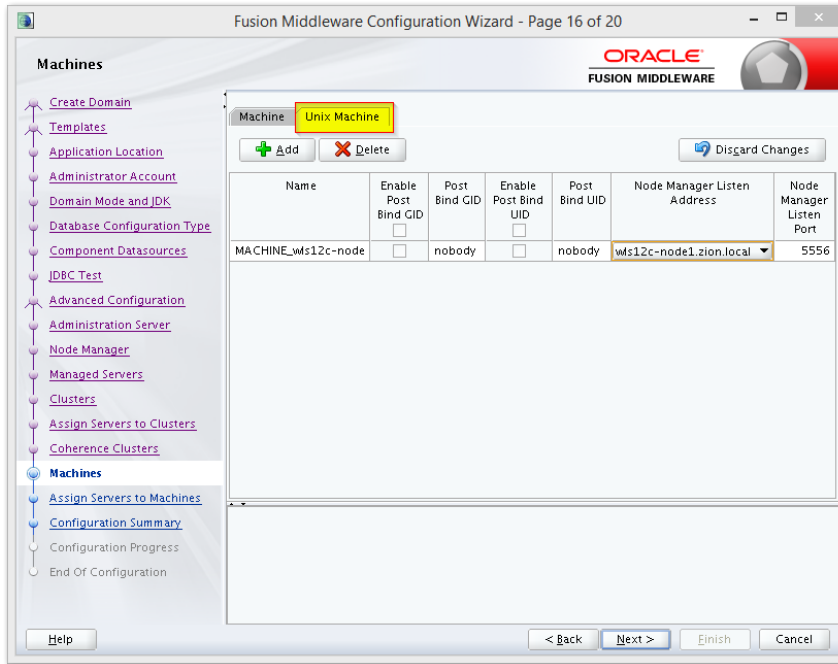 Fusion Middleware Configuration Wizard - Page 16 of 20
Machines
ORACLE
FUSION MIDDLEWARE
Create Domain
Templates
Application Location
Administrator Account
Domain Mode and JDK
Database Configuration Type
Component Datasources
JDBC Test
Advanced Configuration
Administration Server
Node Manager
Managed Servers
Clusters
Assign Servers to Clusters
Coherence Clusters
Machines
Assign Servers to Machines
Configuration Summary
Configuration Progress
End Of Configuration
Machine Unix Machine
Add Delete Discard Changes
Name
Enable
Post
Bind GID
Post
Bind GID
Enable
Post Bind
UID
Post
Bind UID
Node Manager Listen
Address
Node
Manager
Listen
Port
MACHINE_wls12c-node nobody nobody wls12c-node1.zion.local 5556
Help < Back Next > Finish Cancel